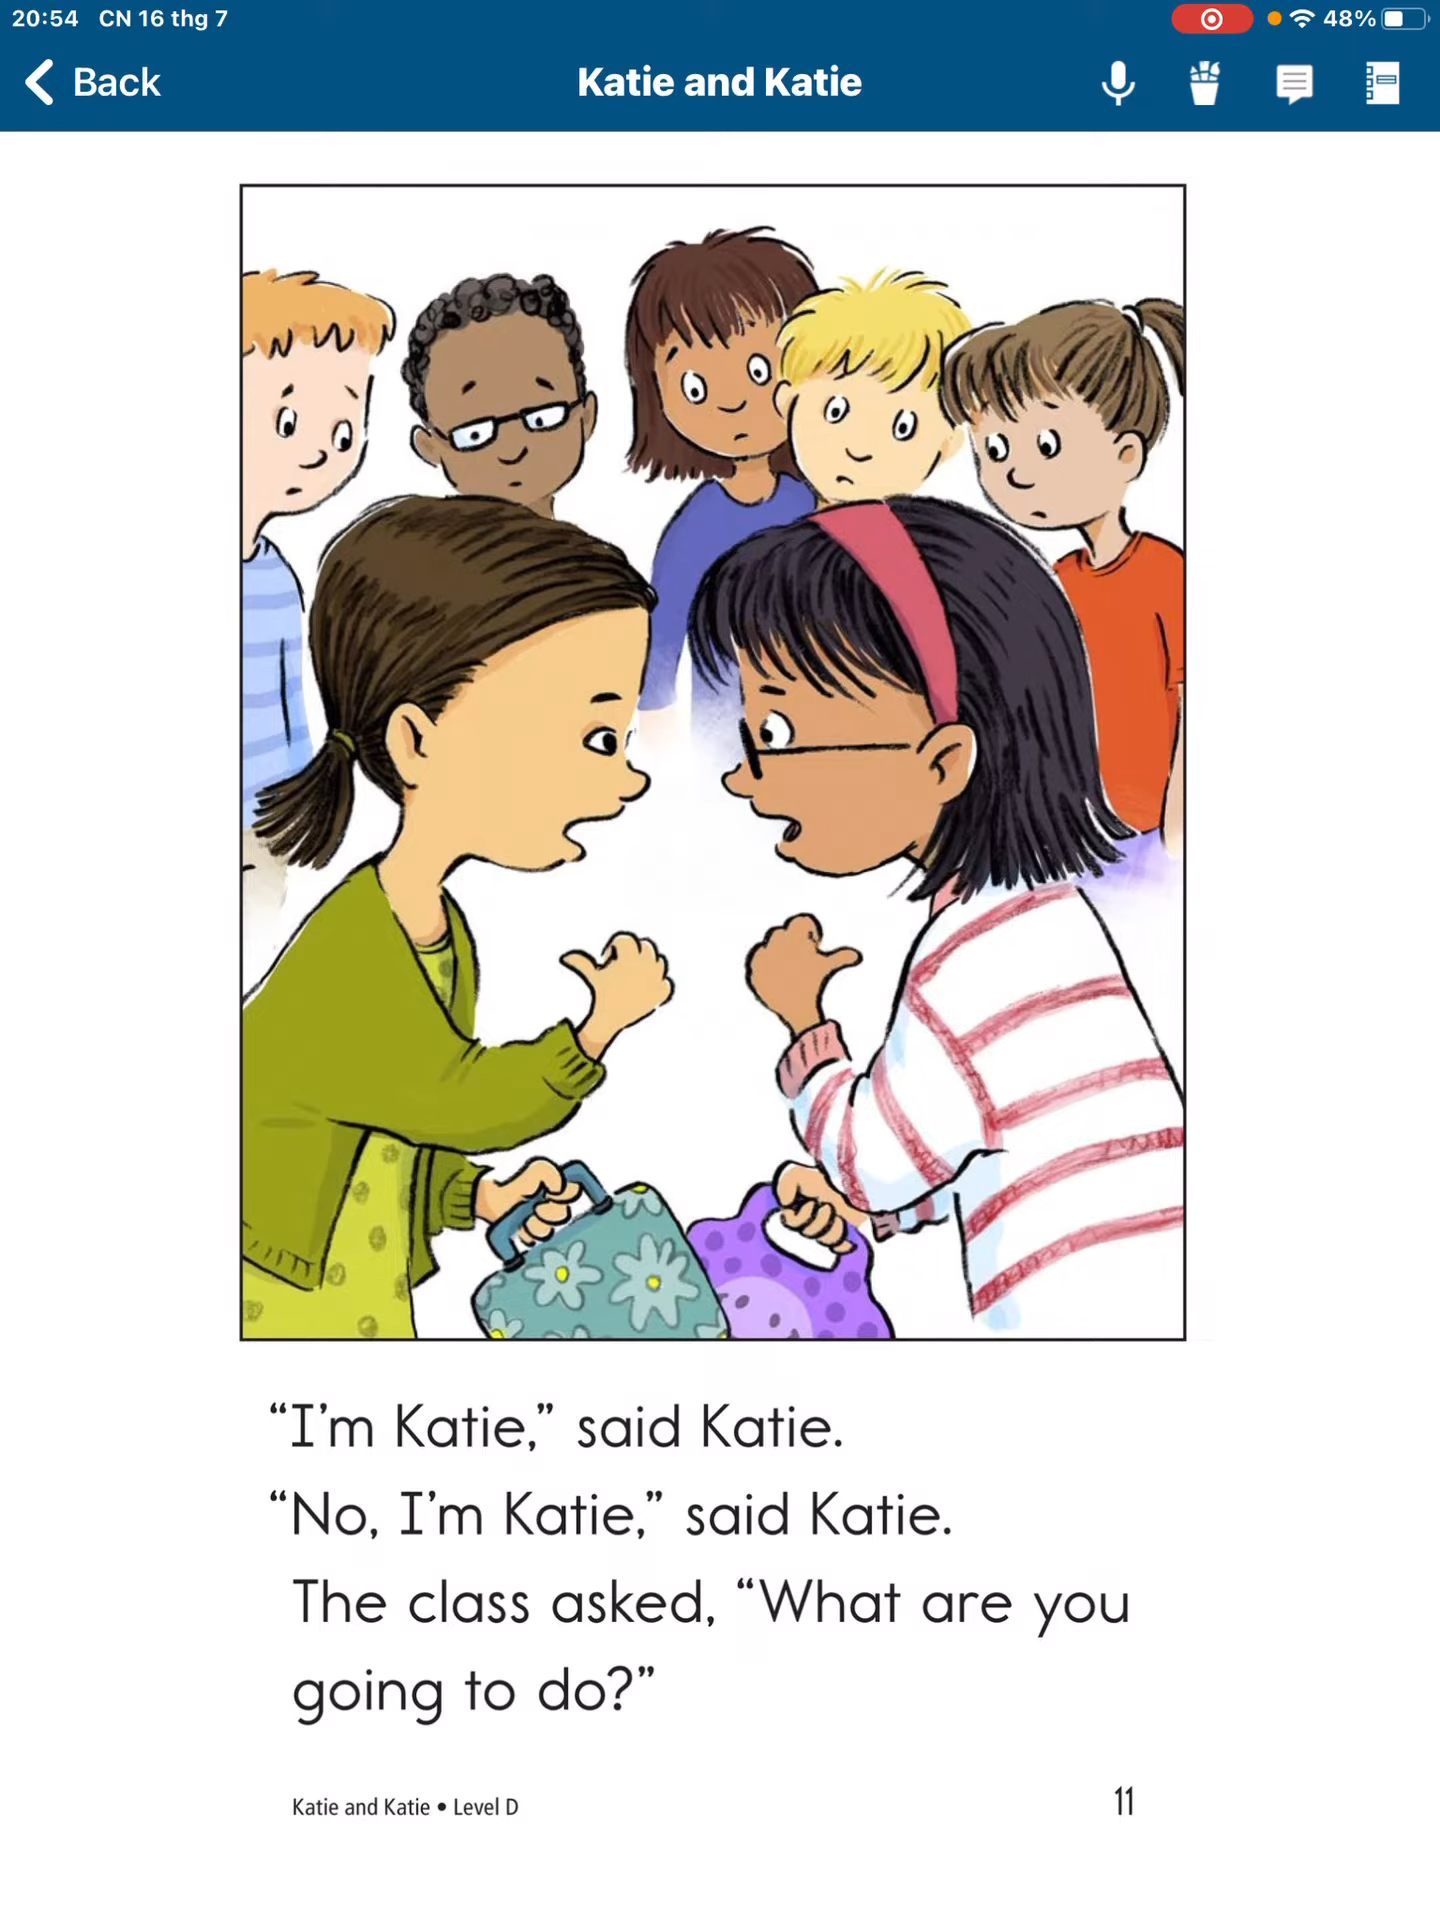 20:54 CN 16 thg 7
48%
Back
Katie and Katie
“I’m Katie,” said Katie.
“No, I’m Katie,” said Katie.
The class asked, “What are you
going to do?”
Katie and Katie • Level D
11